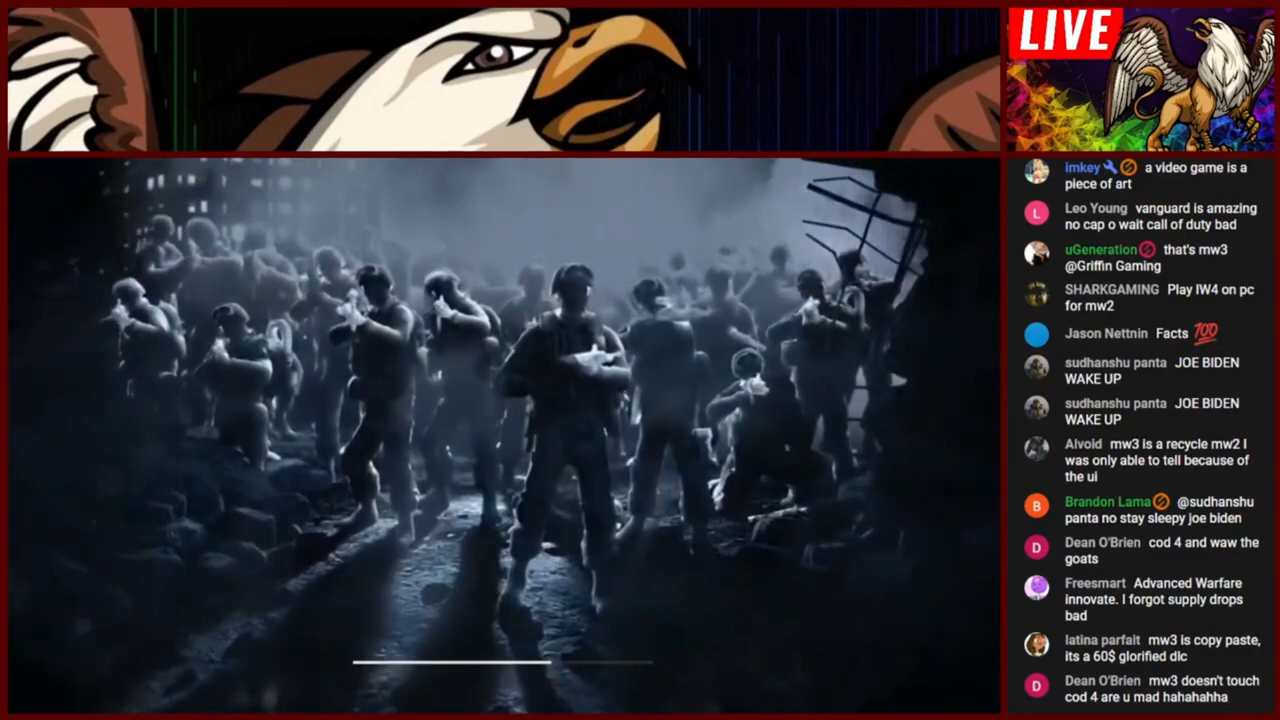 LIVE
imkey a video game is a
piece of art
Leo Young vanguard is amazing
no cap o wait call of duty bad
uGeneration that's mw3
@Griffin Gaming
SHARKGAMING Play IW4 on pc
for mw2
Jason Nettnin Facts 100
sudhanshu panta JOE BIDEN
WAKE UP
sudhanshu panta JOE BIDEN
WAKE UP
Alvoid mw3 is a recycle mw2 I
was only able to tell because of
the ui
B
Brandon Lama @sudhanshu
panta no stay sleepy joe biden
D
Dean O'Brien cod 4 and waw the
goats
Freesmart Advanced Warfare
innovate. I forgot supply drops
bad
latina parfait mw3 is copy paste,
its a 60$ glorified dlc
D
Dean O'Brien mw3 doesn't touch
cod 4 are u mad hahahahha